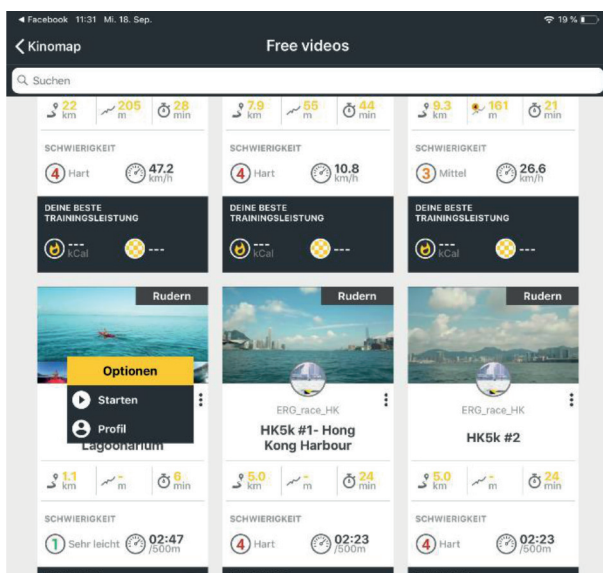 Facebook 11:31 Mi. 18. Sep. 19 %
Kinomap
Free videos
Suchen
22 km 205 m 28 min
7.9 km 55 m 44 min
9.3 km 161 m 21 min
SCHWIERIGKEIT
4 Hart 47.2 km/h
SCHWIERIGKEIT
4 Hart 10.8 km/h
SCHWIERIGKEIT
3 Mittel 26.6 km/h
DEINE BESTE
TRAININGSLEISTUNG
--- kCal ---
DEINE BESTE
TRAININGSLEISTUNG
--- kCal ---
DEINE BESTE
TRAININGSLEISTUNG
--- kCal ---
Rudern
Optionen
Starten
Profil
Lagoonarium
1.1 km - m 6 min
SCHWIERIGKEIT
1 Sehr leicht 02:47 /500m
Rudern
ERG_race_HK
HK5k #1- Hong
Kong Harbour
5.0 km - m 24 min
SCHWIERIGKEIT
4 Hart 02:23 /500m
Rudern
ERG_race_HK
HK5k #2
5.0 km - m 24 min
SCHWIERIGKEIT
4 Hart 02:23 /500m